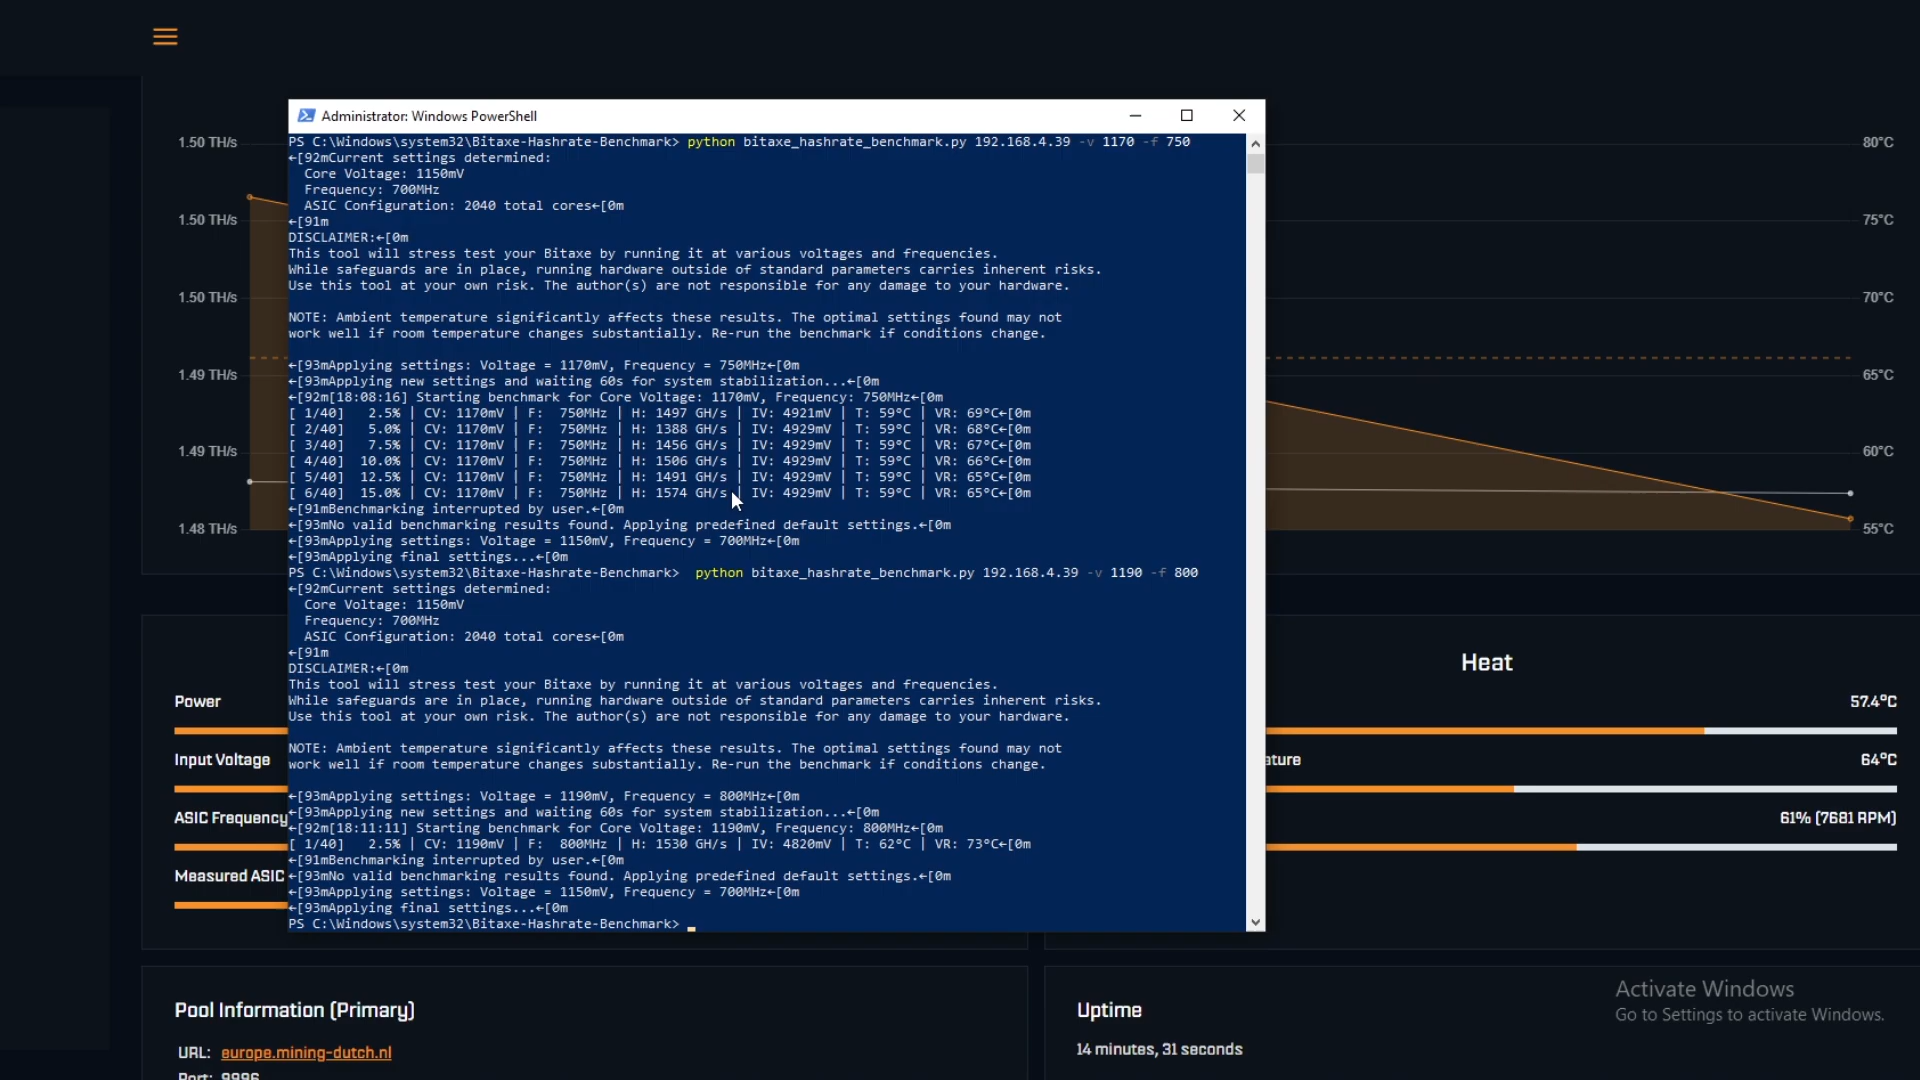 Administrator: Windows PowerShell
PS C:\Windows\system32\Bitaxe-Hashrate-Benchmark> python bitaxe_hashrate_benchmark.py 192.168.4.39 -v 1170 -f 750
←[92mCurrent settings determined:
Core Voltage: 1150mV
Frequency: 700MHz
ASIC Configuration: 2040 total cores←[0m
←[91m
DISCLAIMER:←[0m
This tool will stress test your Bitaxe by running it at various voltages and frequencies.
While safeguards are in place, running hardware outside of standard parameters carries inherent risks.
Use this tool at your own risk. The author(s) are not responsible for any damage to your hardware.
NOTE: Ambient temperature significantly affects these results. The optimal settings found may not
work well if room temperature changes substantially. Re-run the benchmark if conditions change.
←[93mApplying settings: Voltage = 1170mV, Frequency = 750MHz←[0m
←[93mApplying new settings and waiting 60s for system stabilization...←[0m
←[92m[18:08:16] Starting benchmark for Core Voltage: 1170mV, Frequency: 750MHz←[0m
[ 1/40]   2.5% | CV: 1170mV | F:  750MHz | H: 1497 GH/s | IV: 4921mV | T: 59°C | VR: 69°C←[0m
[ 2/40]   5.0% | CV: 1170mV | F:  750MHz | H: 1388 GH/s | IV: 4929mV | T: 59°C | VR: 68°C←[0m
[ 3/40]   7.5% | CV: 1170mV | F:  750MHz | H: 1456 GH/s | IV: 4929mV | T: 59°C | VR: 67°C←[0m
[ 4/40]  10.0% | CV: 1170mV | F:  750MHz | H: 1506 GH/s | IV: 4929mV | T: 59°C | VR: 66°C←[0m
[ 5/40]  12.5% | CV: 1170mV | F:  750MHz | H: 1491 GH/s | IV: 4929mV | T: 59°C | VR: 65°C←[0m
[ 6/40]  15.0% | CV: 1170mV | F:  750MHz | H: 1574 GH/s | IV: 4929mV | T: 59°C | VR: 65°C←[0m
←[91mBenchmarking interrupted by user.←[0m
←[93mNo valid benchmarking results found. Applying predefined default settings.←[0m
←[93mApplying settings: Voltage = 1150mV, Frequency = 700MHz←[0m
←[93mApplying final settings...←[0m
PS C:\Windows\system32\Bitaxe-Hashrate-Benchmark>  python bitaxe_hashrate_benchmark.py 192.168.4.39 -v 1190 -f 800
←[92mCurrent settings determined:
Core Voltage: 1150mV
Frequency: 700MHz
ASIC Configuration: 2040 total cores←[0m
←[91m
DISCLAIMER:←[0m
This tool will stress test your Bitaxe by running it at various voltages and frequencies.
While safeguards are in place, running hardware outside of standard parameters carries inherent risks.
Use this tool at your own risk. The author(s) are not responsible for any damage to your hardware.
NOTE: Ambient temperature significantly affects these results. The optimal settings found may not
work well if room temperature changes substantially. Re-run the benchmark if conditions change.
←[93mApplying settings: Voltage = 1190mV, Frequency = 800MHz←[0m
←[93mApplying new settings and waiting 60s for system stabilization...←[0m
←[92m[18:11:11] Starting benchmark for Core Voltage: 1190mV, Frequency: 800MHz←[0m
[ 1/40]   2.5% | CV: 1190mV | F:  800MHz | H: 1530 GH/s | IV: 4820mV | T: 62°C | VR: 73°C←[0m
←[91mBenchmarking interrupted by user.←[0m
←[93mNo valid benchmarking results found. Applying predefined default settings.←[0m
←[93mApplying settings: Voltage = 1150mV, Frequency = 700MHz←[0m
←[93mApplying final settings...←[0m
PS C:\Windows\system32\Bitaxe-Hashrate-Benchmark>
1.50 TH/s
1.50 TH/s
1.50 TH/s
1.49 TH/s
1.49 TH/s
1.48 TH/s
80°C
75°C
70°C
65°C
60°C
55°C
Power
Input Voltage
ASIC Frequency
Measured ASIC
Heat
57.4°C
ature
64°C
61% (7681 RPM)
Pool Information (Primary)
URL: europe.mining-dutch.nl
Port: 9996
Uptime
14 minutes, 31 seconds
Activate Windows
Go to Settings to activate Windows.